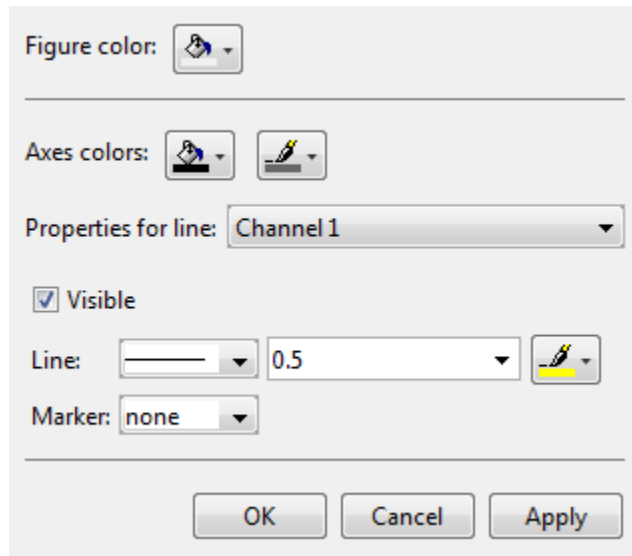 Figure color:
Axes colors:
Properties for line: Channel 1
Visible
Line: 0.5
Marker: none
OK Cancel Apply